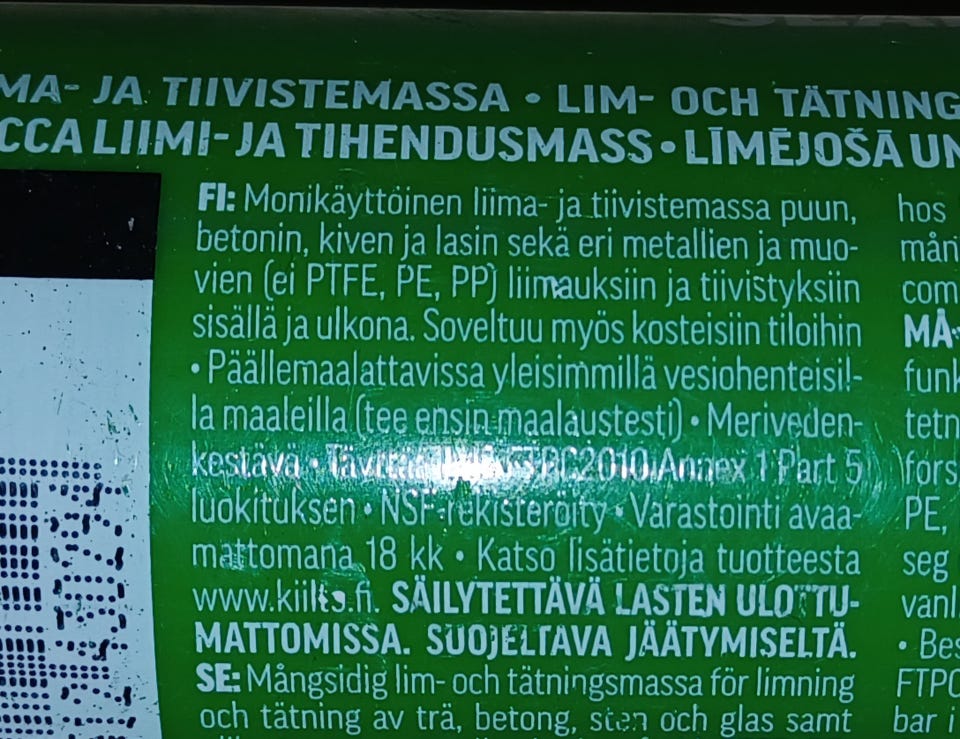 MA- JA TIIVISTEMASSA • LIM- OCH TÄTNING
CCA LIIMI- JA TIHENDUSMASS • LĪMĒJOŠĀ UN
FI: Monikäyttöinen liima- ja tiivistemassa puun,
betonin, kiven ja lasin sekä eri metallien ja muo-
vien (ei PTFE, PE, PP) liimauksiin ja tiivistyksiin
sisällä ja ulkona. Soveltuu myös kosteisiin tiloihin
• Päällemaalattavissa yleisimmillä vesiohenteisil-
la maaleilla (tee ensin maalaustesti) • Meriveden-
kestävä • Täyttää 2010 Annex 1 Part 5
luokituksen • NSF-rekisteröity • Varastointi avaa-
mattomana 18 kk • Katso lisätietoja tuotteesta
www.kiilto.fi. SÄILYTETTÄVÄ LASTEN ULOTTU-
MATTOMISSA. SUOJELTAVA JÄÄTYMISELTÄ.
SE: Mångsidig lim- och tätningsmassa för limning
och tätning av trä, betong, sten och glas samt
hos
mån
com
MÅ
funk
tetn
förs
PE,
seg
vanl
• Bes
FTPC
bar i